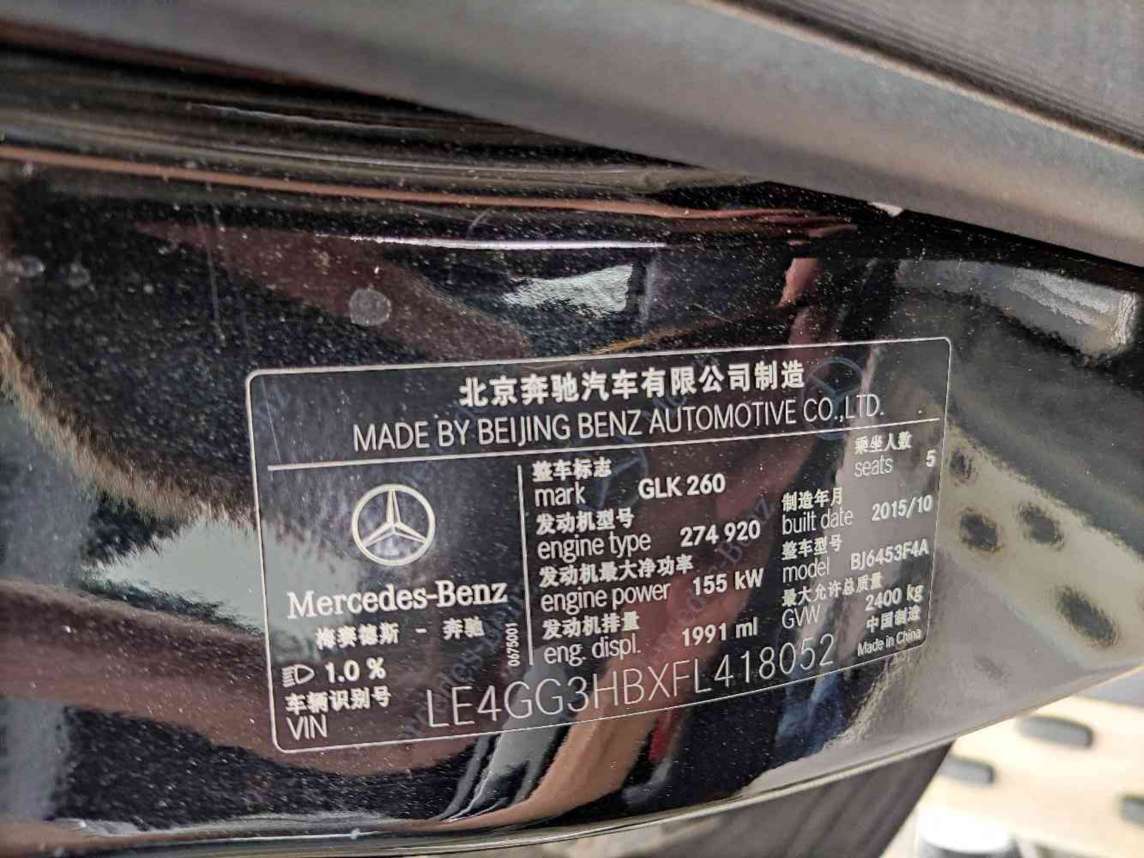 北京奔驰汽车有限公司制造
MADE BY BEIJING BENZ AUTOMOTIVE CO.,LTD.
Mercedes-Benz
梅赛德斯 - 奔驰
1.0 %
0675001
整车标志
mark GLK 260
乘坐人数
seats 5
发动机型号
engine type 274 920
制造年月
built date 2015/10
发动机最大净功率
engine power 155 kW
整车型号
model BJ6453F4A
发动机排量
eng. displ. 1991 ml
最大允许总质量
GVW 2400 kg
中国制造
Made in China
车辆识别号
VIN LE4GG3HBXFL418052